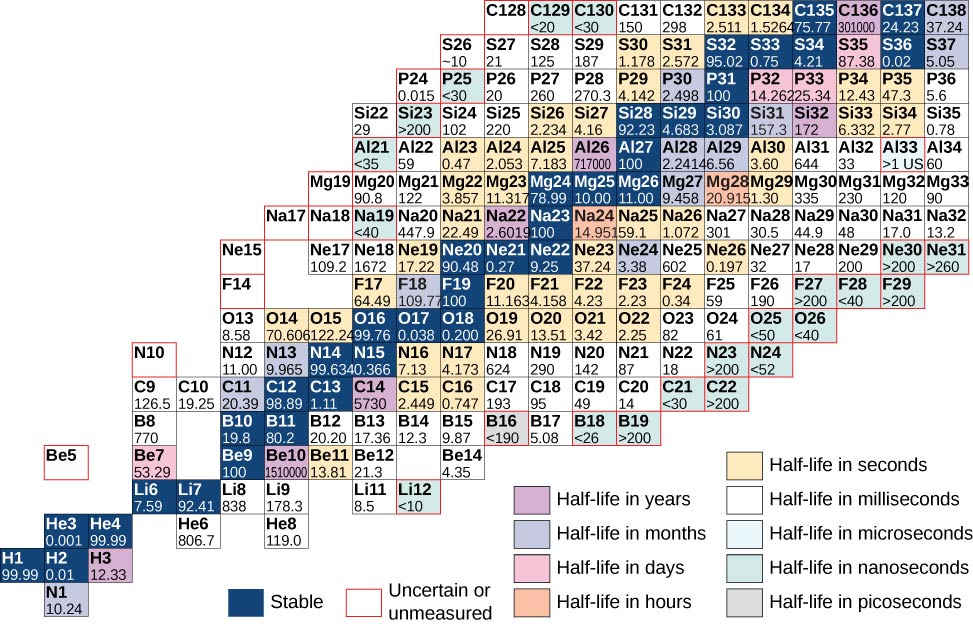 C128 C129 C130 C131 C132 C133 C134 C135 C136 C137 C138
<20 <30 150 298 2.511 1.5264 75.77 301000 24.23 37.24
S26 S27 S28 S29 S30 S31 S32 S33 S34 S35 S36 S37
~10 21 125 187 1.178 2.572 95.02 0.75 4.21 87.38 0.02 5.05
P24 P25 P26 P27 P28 P29 P30 P31 P32 P33 P34 P35 P36
0.015 <30 20 260 270.3 4.142 2.498 100 14.262 25.34 12.43 47.3 5.6
Si22 Si23 Si24 Si25 Si26 Si27 Si28 Si29 Si30 Si31 Si32 Si33 Si34 Si35
29 >200 102 220 2.234 4.16 92.23 4.683 3.087 157.3 172 6.332 2.77 0.78
Al21 Al22 Al23 Al24 Al25 Al26 Al27 Al28 Al29 Al30 Al31 Al32 Al33 Al34
<35 59 0.47 2.053 7.183 717000 100 2.2414 6.56 3.60 644 33 >1 US 60
Mg19 Mg20 Mg21 Mg22 Mg23 Mg24 Mg25 Mg26 Mg27 Mg28 Mg29 Mg30 Mg31 Mg32 Mg33
90.8 122 3.857 11.317 78.99 10.00 11.00 9.458 20.915 1.30 335 230 120 90
Na17 Na18 Na19 Na20 Na21 Na22 Na23 Na24 Na25 Na26 Na27 Na28 Na29 Na30 Na31 Na32
<40 447.9 22.49 2.6019 100 14.951 59.1 1.072 301 30.5 44.9 48 17.0 13.2
Ne15 Ne17 Ne18 Ne19 Ne20 Ne21 Ne22 Ne23 Ne24 Ne25 Ne26 Ne27 Ne28 Ne29 Ne30 Ne31
109.2 1672 17.22 90.48 0.27 9.25 37.24 3.38 602 0.197 32 17 200 >200 >260
F14 F17 F18 F19 F20 F21 F22 F23 F24 F25 F26 F27 F28 F29
64.49 109.77 100 11.163 4.158 4.23 2.23 0.34 59 190 >200 <40 >200
O13 O14 O15 O16 O17 O18 O19 O20 O21 O22 O23 O24 O25 O26
8.58 70.606 122.24 99.76 0.038 0.200 26.91 13.51 3.42 2.25 82 61 <50 <40
N10 N12 N13 N14 N15 N16 N17 N18 N19 N20 N21 N22 N23 N24
11.00 9.965 99.634 0.366 7.13 4.173 624 290 142 87 18 >200 <52
C9 C10 C11 C12 C13 C14 C15 C16 C17 C18 C19 C20 C21 C22
126.5 19.25 20.39 98.89 1.11 5730 2.449 0.747 193 95 49 14 <30 >200
B8 B10 B11 B12 B13 B14 B15 B16 B17 B18 B19
770 19.8 80.2 20.20 17.36 12.3 9.87 <190 5.08 <26 >200
Be5 Be7 Be9 Be10 Be11 Be12 Be14
53.29 100 1510000 13.81 21.3 4.35
Li6 Li7 Li8 Li9 Li11 Li12
7.59 92.41 838 178.3 8.5 <10
He3 He4 He6 He8
0.001 99.99 806.7 119.0
H1 H2 H3
99.99 0.01 12.33
N1
10.24
Stable
Uncertain or
unmeasured
Half-life in years
Half-life in months
Half-life in days
Half-life in hours
Half-life in seconds
Half-life in milliseconds
Half-life in microseconds
Half-life in nanoseconds
Half-life in picoseconds